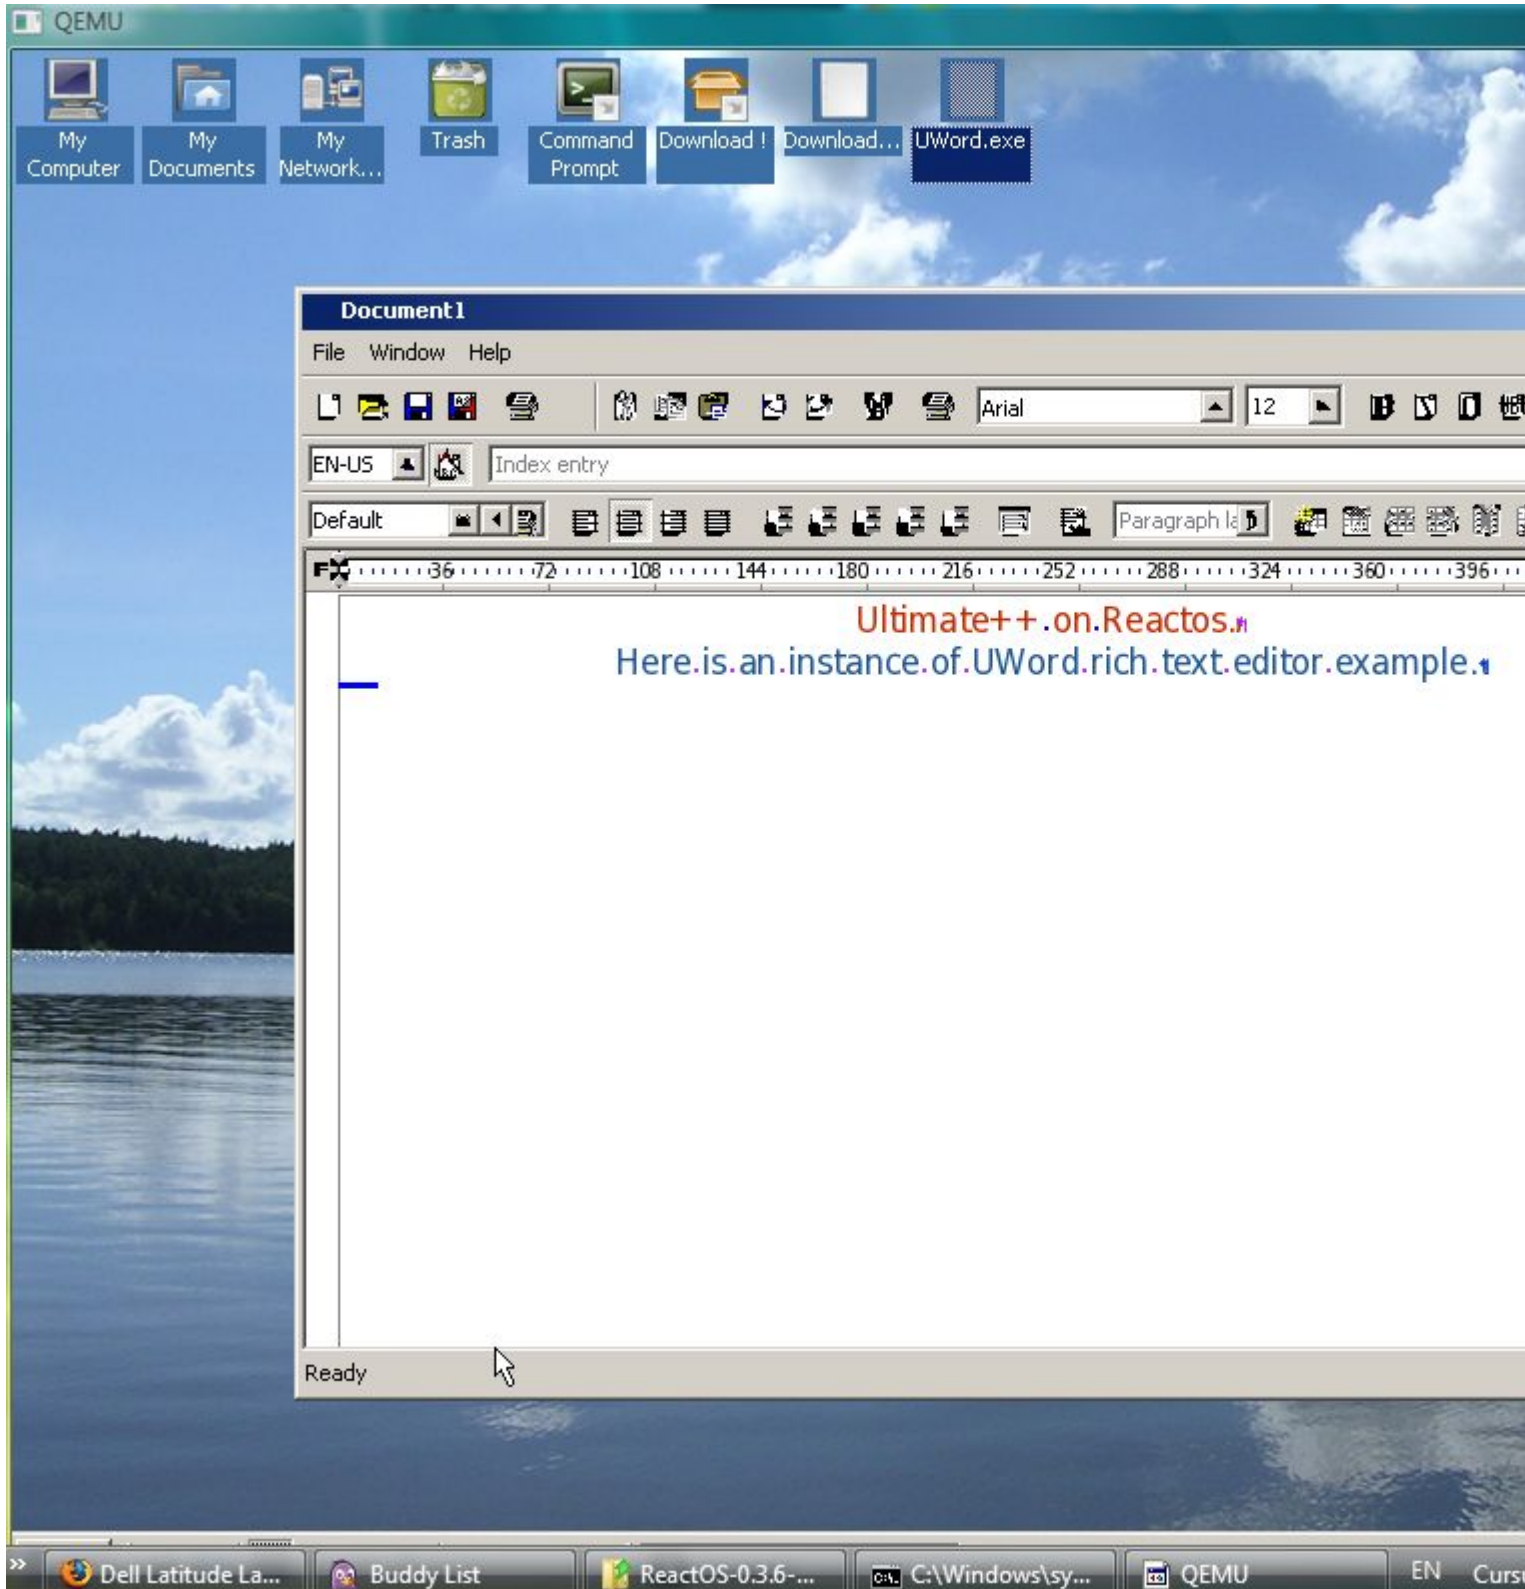 QEMU
My Computer
My Documents
My Network...
Trash
Command Prompt
Download !
Download...
UWord.exe
Document1
File Window Help
Arial 12
EN-US Index entry
Default Paragraph
36 72 108 144 180 216 252 288 324 360 396
Ultimate++ on Reactos.
Here is an instance of UWord rich text editor example.
Ready
» Dell Latitude La... Buddy List ReactOS-0.3.6-... C:\Windows\sy... QEMU EN